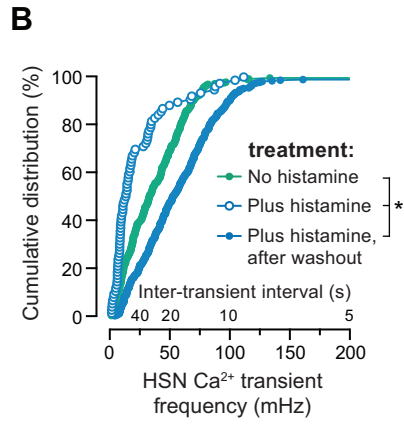 B
Cumulative distribution (%)
100
80
60
40
20
0
treatment:
No histamine
Plus histamine
Plus histamine,
after washout
*
Inter-transient interval (s)
40 20 10 5
0 50 100 150 200
HSN Ca²⁺ transient
frequency (mHz)